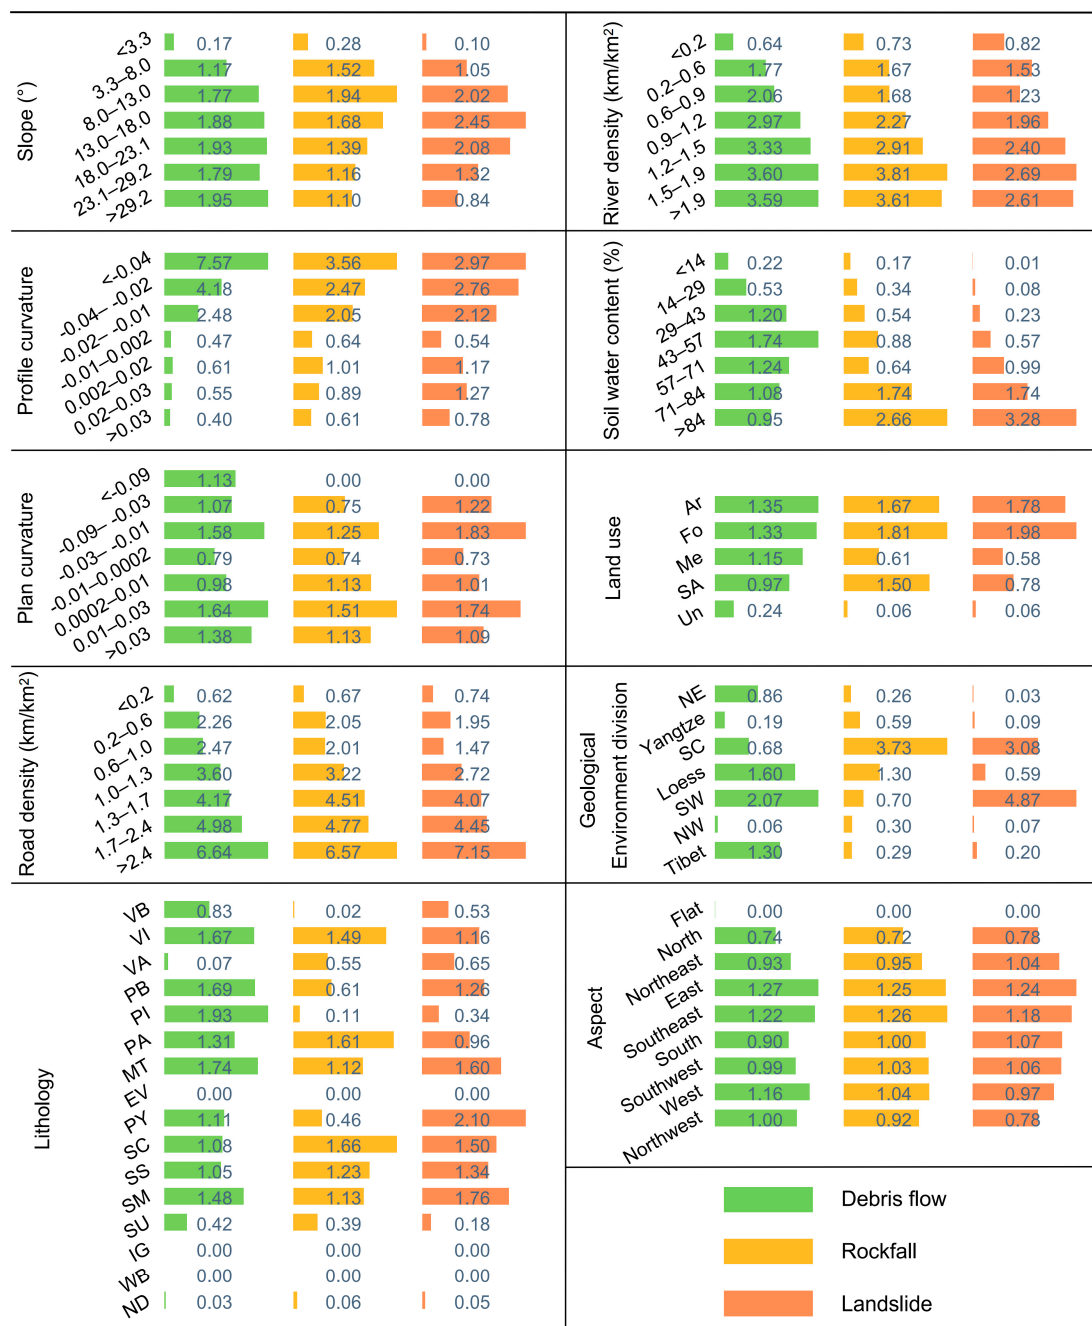 Slope (°)
<3.3 0.17 0.28 0.10
3.3–8.0 1.17 1.52 1.05
8.0–13.0 1.77 1.94 2.02
13.0–18.0 1.88 1.68 2.45
18.0–23.1 1.93 1.39 2.08
23.1–29.2 1.79 1.16 1.32
>29.2 1.95 1.10 0.84
Profile curvature
<-0.04 7.57 3.56 2.97
-0.04– -0.02 4.18 2.47 2.76
-0.02– -0.01 2.48 2.05 2.12
-0.01–0.002 0.47 0.64 0.54
0.002–0.02 0.61 1.01 1.17
0.02–0.03 0.55 0.89 1.27
>0.03 0.40 0.61 0.78
Plan curvature
<-0.09 1.13 0.00 0.00
-0.09– -0.03 1.07 0.75 1.22
-0.03– -0.01 1.58 1.25 1.83
-0.01–0.0002 0.79 0.74 0.73
0.0002–0.01 0.98 1.13 1.01
0.01–0.03 1.64 1.51 1.74
>0.03 1.38 1.13 1.09
Road density (km/km²)
<0.2 0.62 0.67 0.74
0.2–0.6 2.26 2.05 1.95
0.6–1.0 2.47 2.01 1.47
1.0–1.3 3.60 3.22 2.72
1.3–1.7 4.17 4.51 4.07
1.7–2.4 4.98 4.77 4.45
>2.4 6.64 6.57 7.15
Lithology
VB 0.83 0.02 0.53
VI 1.67 1.49 1.16
VA 0.07 0.55 0.65
PB 1.69 0.61 1.26
PI 1.93 0.11 0.34
PA 1.31 1.61 0.96
MT 1.74 1.12 1.60
EV 0.00 0.00 0.00
PY 1.11 0.46 2.10
SC 1.08 1.66 1.50
SS 1.05 1.23 1.34
SM 1.48 1.13 1.76
SU 0.42 0.39 0.18
IG 0.00 0.00 0.00
WB 0.00 0.00 0.00
ND 0.03 0.06 0.05
River density (km/km²)
<0.2 0.64 0.73 0.82
0.2–0.6 1.77 1.67 1.53
0.6–0.9 2.06 1.68 1.23
0.9–1.2 2.97 2.27 1.96
1.2–1.5 3.33 2.91 2.40
1.5–1.9 3.60 3.81 2.69
>1.9 3.59 3.61 2.61
Soil water content (%)
<14 0.22 0.17 0.01
14–29 0.53 0.34 0.08
29–43 1.20 0.54 0.23
43–57 1.74 0.88 0.57
57–71 1.24 0.64 0.99
71–84 1.08 1.74 1.74
>84 0.95 2.66 3.28
Land use
Ar 1.35 1.67 1.78
Fo 1.33 1.81 1.98
Me 1.15 0.61 0.58
SA 0.97 1.50 0.78
Un 0.24 0.06 0.06
Geological
Environment division
NE 0.86 0.26 0.03
Yangtze 0.19 0.59 0.09
SC 0.68 3.73 3.08
Loess 1.60 1.30 0.59
SW 2.07 0.70 4.87
NW 0.06 0.30 0.07
Tibet 1.30 0.29 0.20
Aspect
Flat 0.00 0.00 0.00
North 0.74 0.72 0.78
Northeast 0.93 0.95 1.04
East 1.27 1.25 1.24
Southeast 1.22 1.26 1.18
South 0.90 1.00 1.07
Southwest 0.99 1.03 1.06
West 1.16 1.04 0.97
Northwest 1.00 0.92 0.78
Debris flow
Rockfall
Landslide